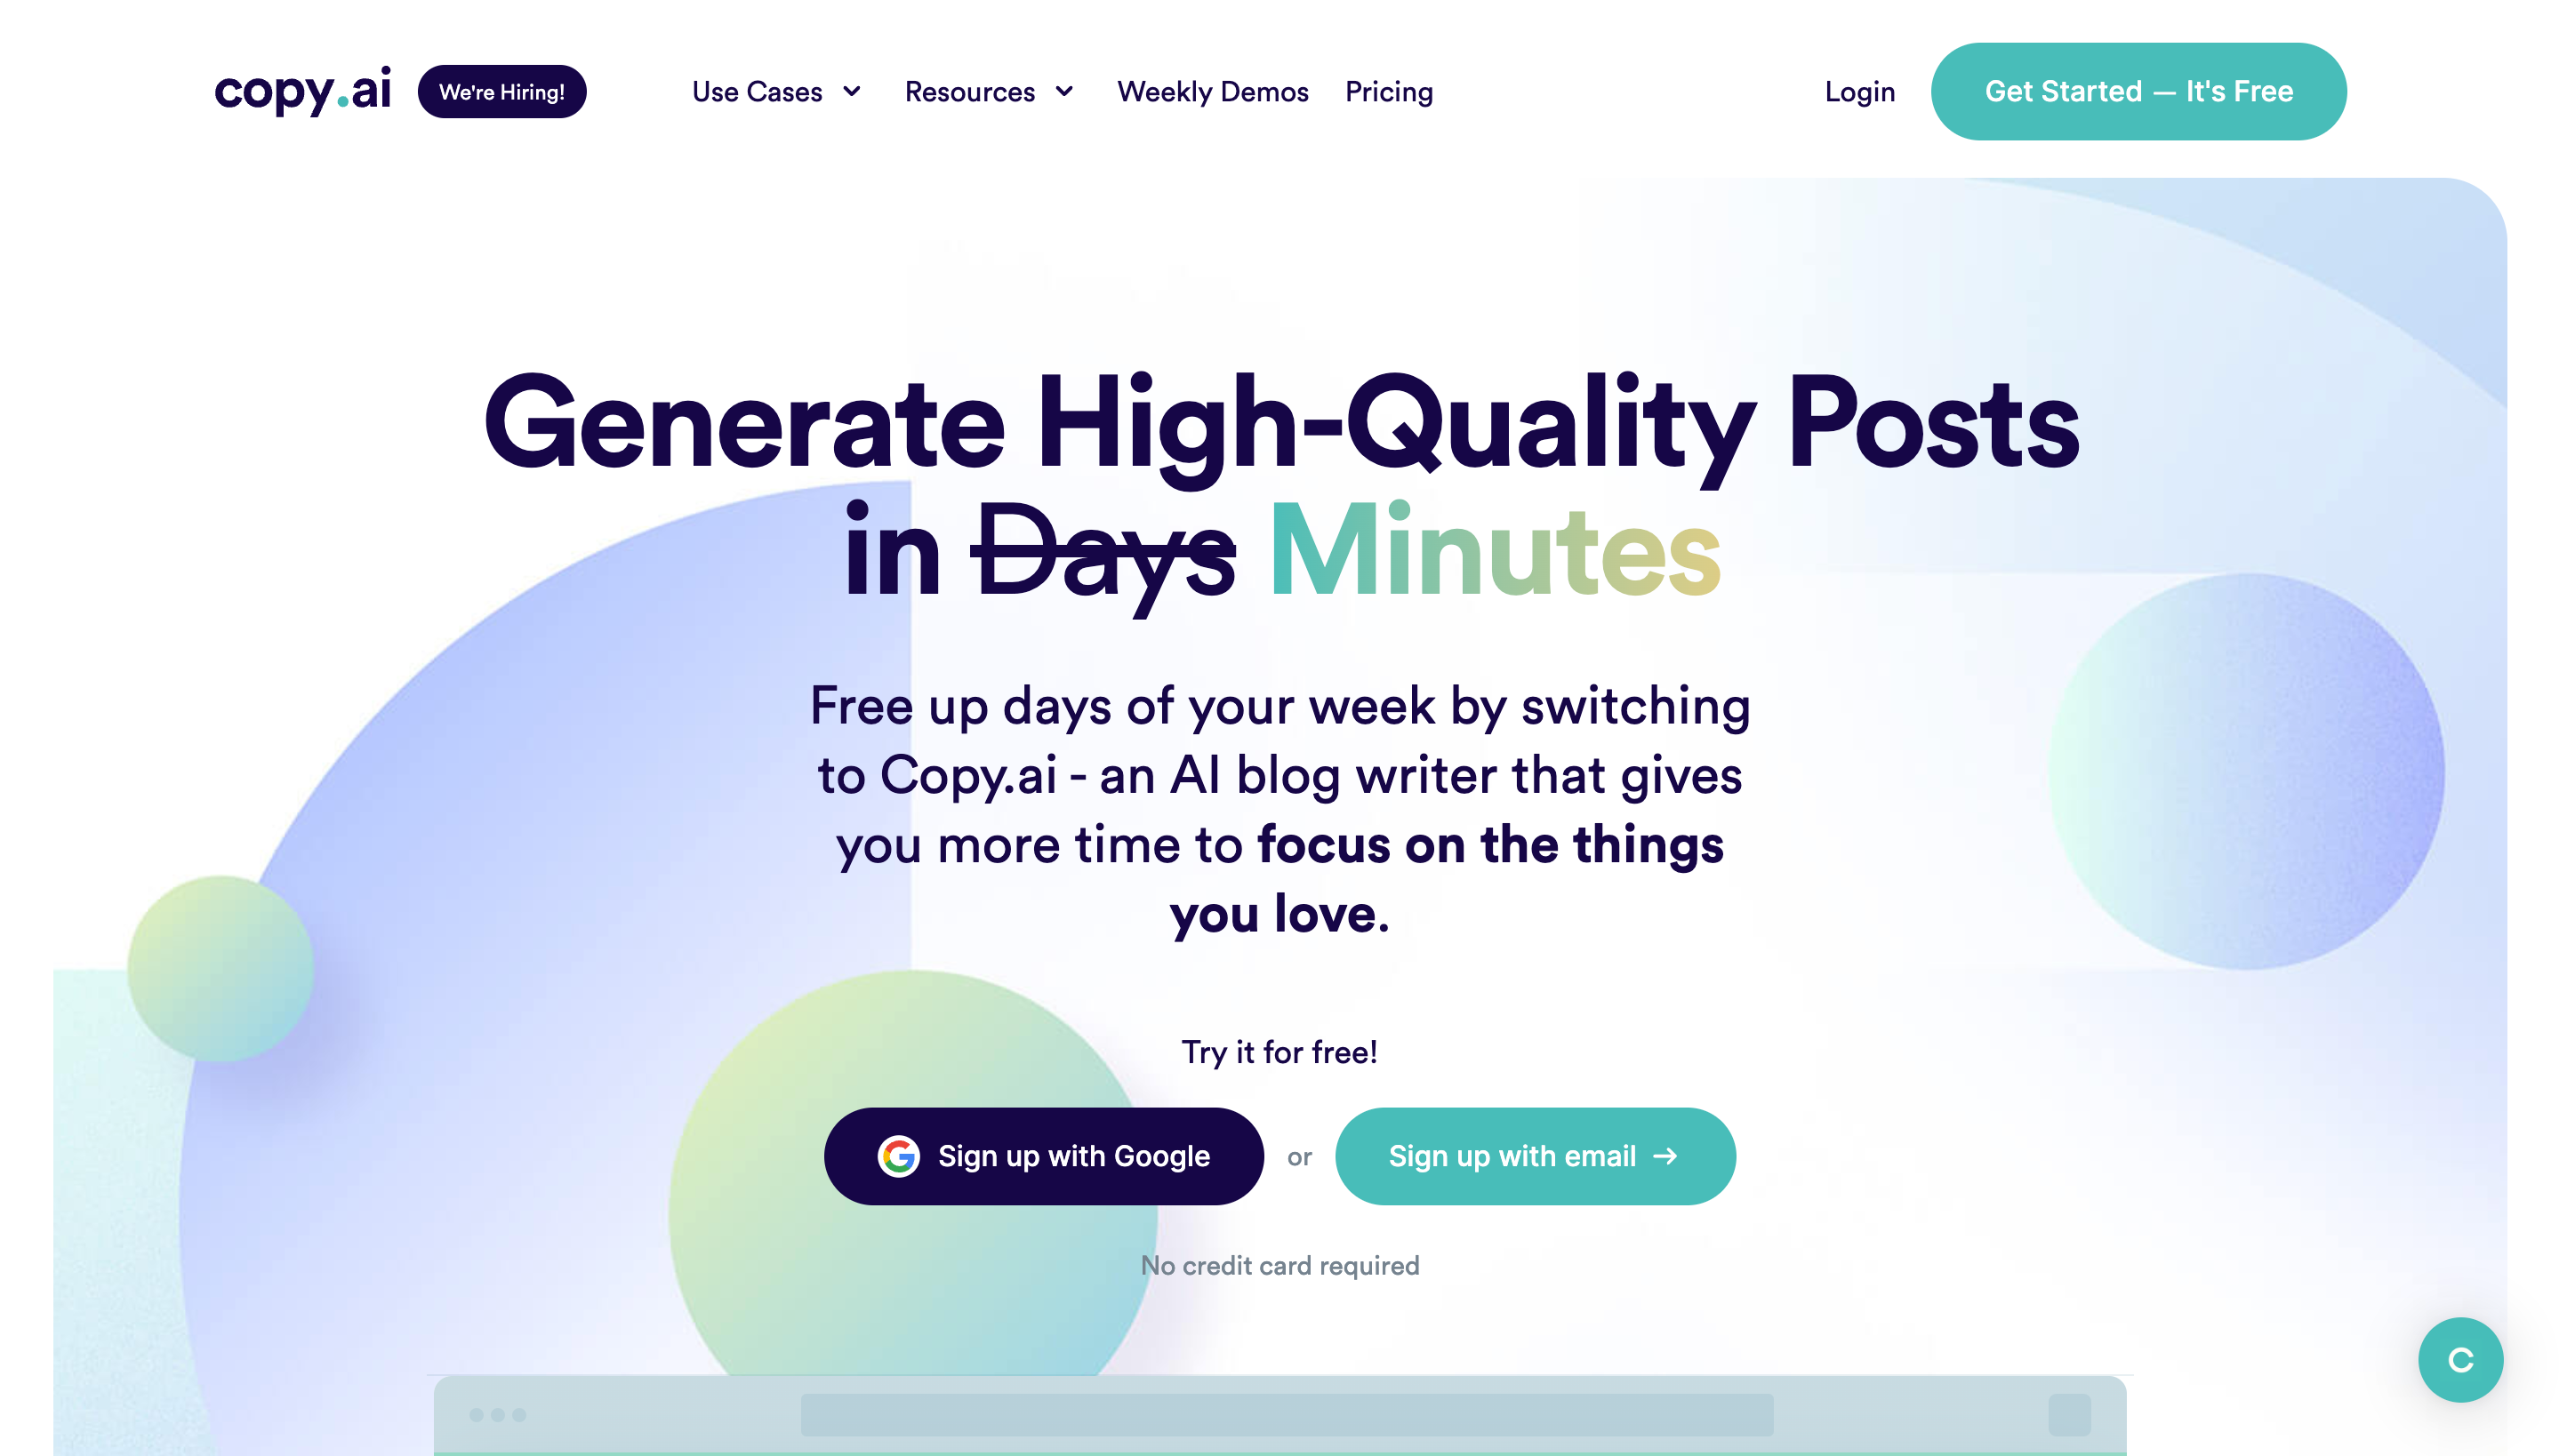 copy.ai
We're Hiring!
Use Cases
Resources
Weekly Demos
Pricing
Login
Get Started — It's Free
Generate High-Quality Posts
in Days Minutes
Free up days of your week by switching
to Copy.ai - an AI blog writer that gives
you more time to focus on the things
you love.
Try it for free!
Sign up with Google
or
Sign up with email →
No credit card required
C